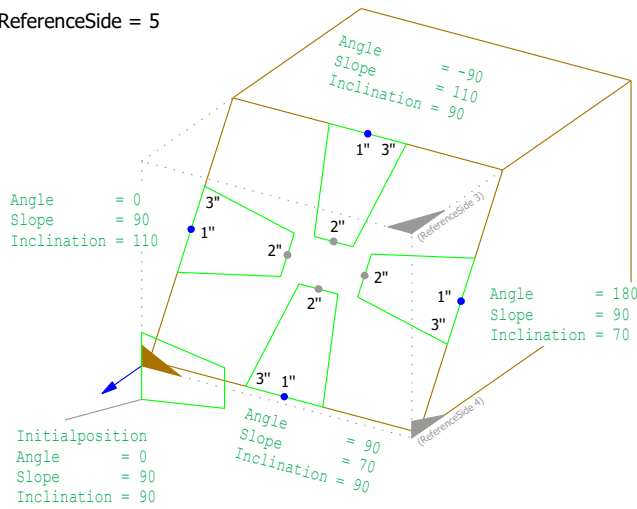 ReferenceSide = 5
Angle = -90
Slope = 110
Inclination = 90
1" 3"
2"
(ReferenceSide 3)
Angle = 0
Slope = 90
Inclination = 110
3"
1"
2"
2"
1"
3"
Angle = 180
Slope = 90
Inclination = 70
2"
3" 1"
(ReferenceSide 4)
Angle = 90
Slope = 70
Inclination = 90
Initialposition
Angle = 0
Slope = 90
Inclination = 90